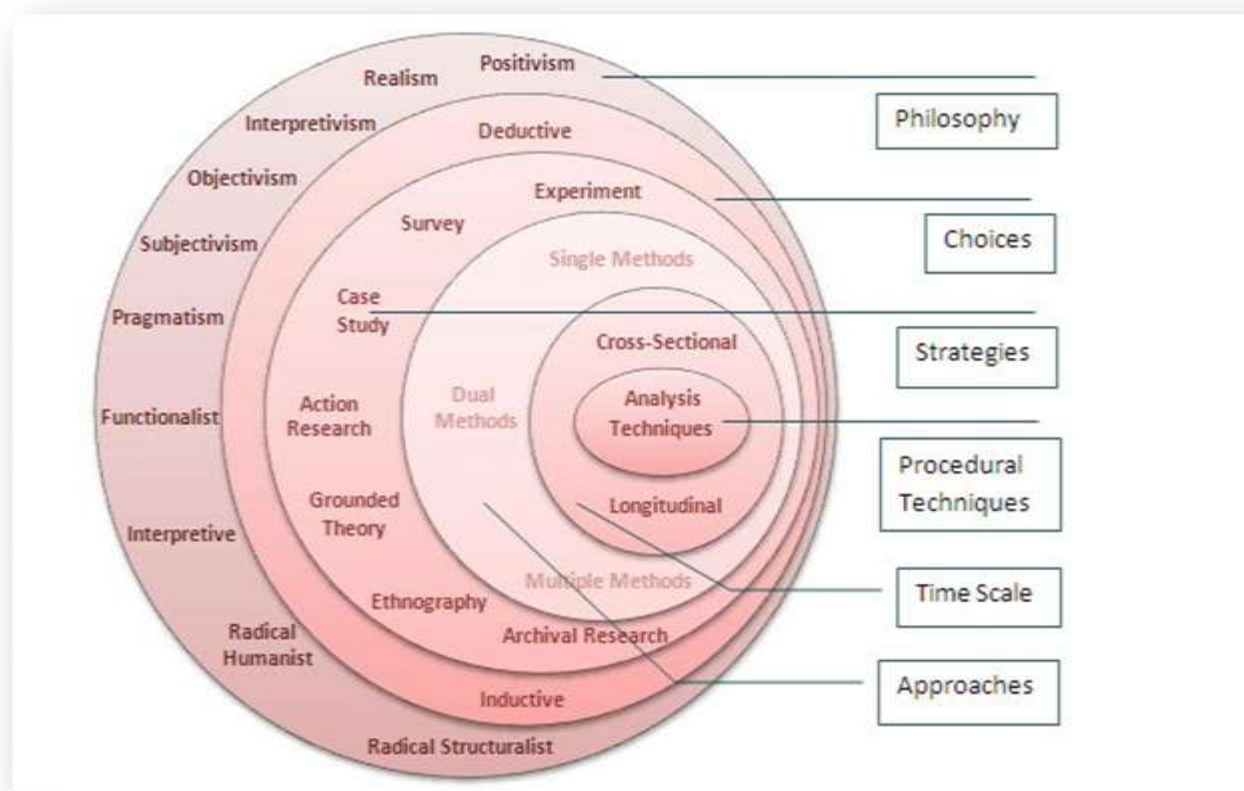 Positivism
Realism
Philosophy
Interpretivism
Deductive
Objectivism
Experiment
Survey
Choices
Subjectivism
Single Methods
Case
Study
Pragmatism
Cross-Sectional
Strategies
Analysis
Techniques
Dual
Methods
Action
Research
Functionalist
Procedural
Techniques
Grounded
Theory
Longitudinal
Interpretive
Multiple Methods
Time Scale
Ethnography
Archival Research
Radical
Humanist
Approaches
Inductive
Radical Structuralist